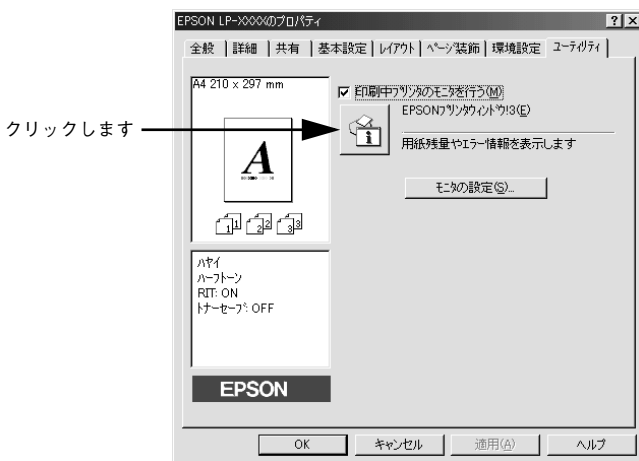 EPSON LP-XXXXのプロパティ
全般 詳細 共有 基本設定 レイアウト ページ装飾 環境設定 ユーティリティ
A4 210 x 297 mm
A
1 1 2 2 3 3
ハヤイ
ハーフトーン
RIT: ON
トナーセーブ: OFF
EPSON
印刷中プリンタのモニタを行う(M)
EPSONプリンタウィンドウ!3(E)
用紙残量やエラー情報を表示します
モニタの設定(S)...
クリックします
OK キャンセル 適用(A) ヘルプ